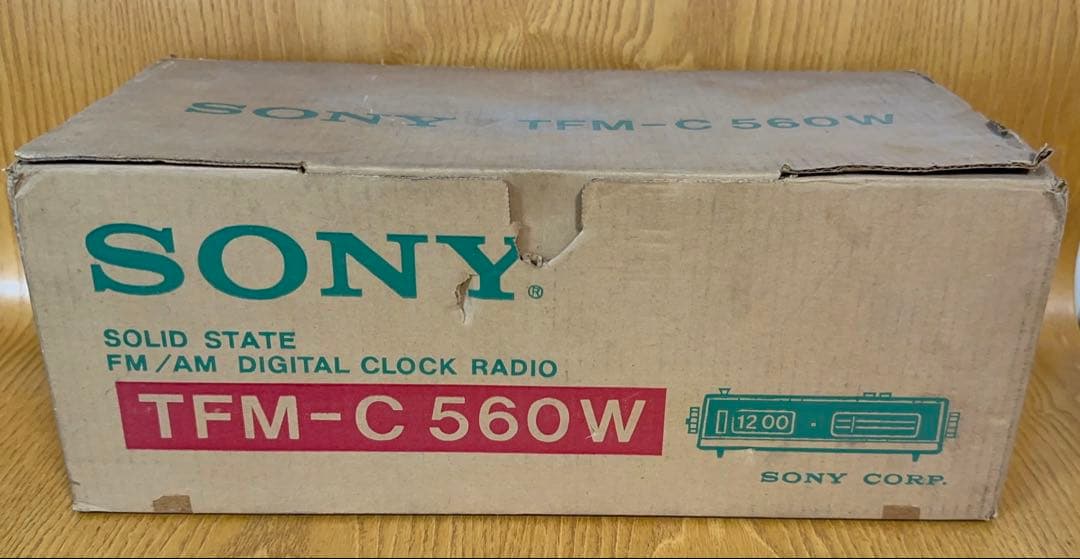 SONY TFM-C 560W
SONY®
SOLID STATE
FM/AM DIGITAL CLOCK RADIO
TFM-C 560W
12 00
SONY CORP.